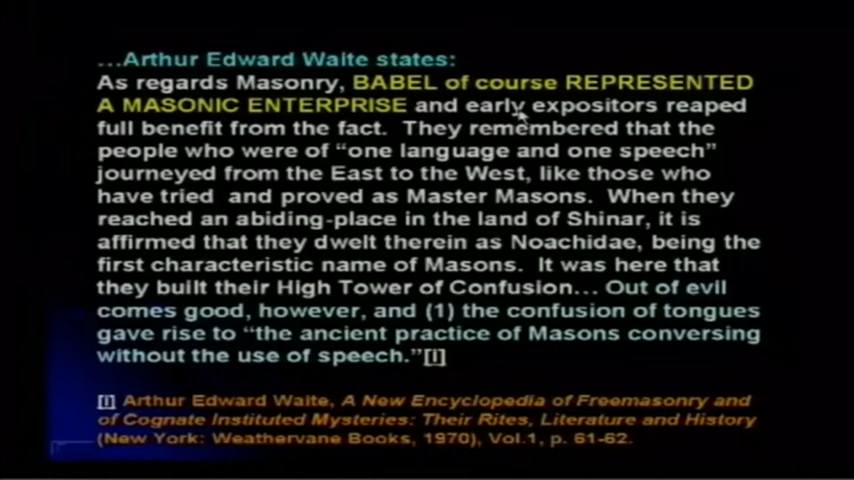 ...Arthur Edward Waite states:
As regards Masonry, BABEL of course REPRESENTED
A MASONIC ENTERPRISE and early expositors reaped
full benefit from the fact. They remembered that the
people who were of “one language and one speech”
journeyed from the East to the West, like those who
have tried and proved as Master Masons. When they
reached an abiding-place in the land of Shinar, it is
affirmed that they dwelt therein as Noachidae, being the
first characteristic name of Masons. It was here that
they built their High Tower of Confusion... Out of evil
comes good, however, and (1) the confusion of tongues
gave rise to “the ancient practice of Masons conversing
without the use of speech.”[i]
[i] Arthur Edward Waite, A New Encyclopedia of Freemasonry and
of Cognate Instituted Mysteries: Their Rites, Literature and History
(New York: Weathervane Books, 1970), Vol.1, p. 61-62.